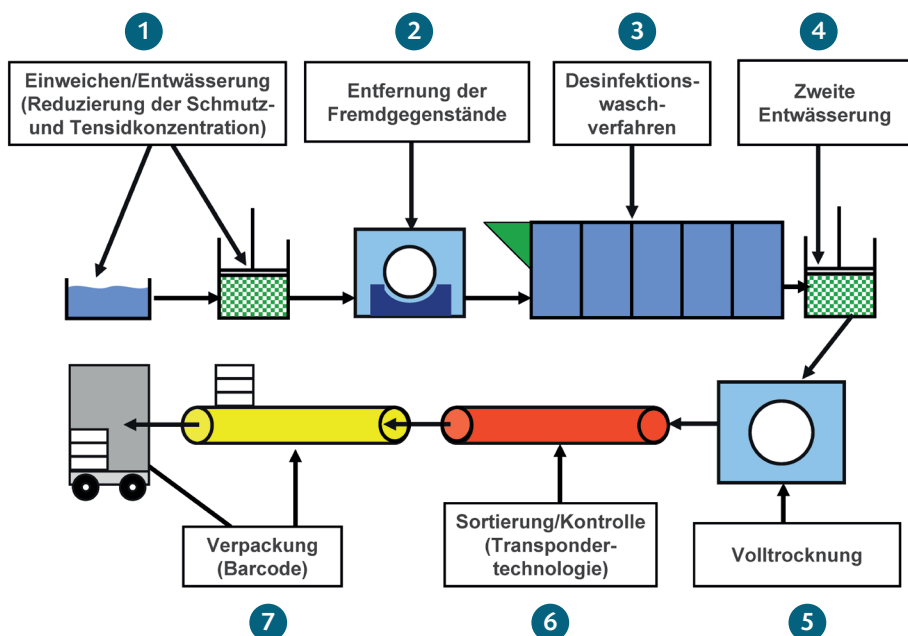 1
Einweichen/Entwässerung
(Reduzierung der Schmutz-
und Tensidkonzentration)
2
Entfernung der
Fremdgegenstände
3
Desinfektions-
wasch-
verfahren
4
Zweite
Entwässerung
Verpackung
(Barcode)
7
Sortierung/Kontrolle
(Transponder-
technologie)
6
Volltrocknung
5